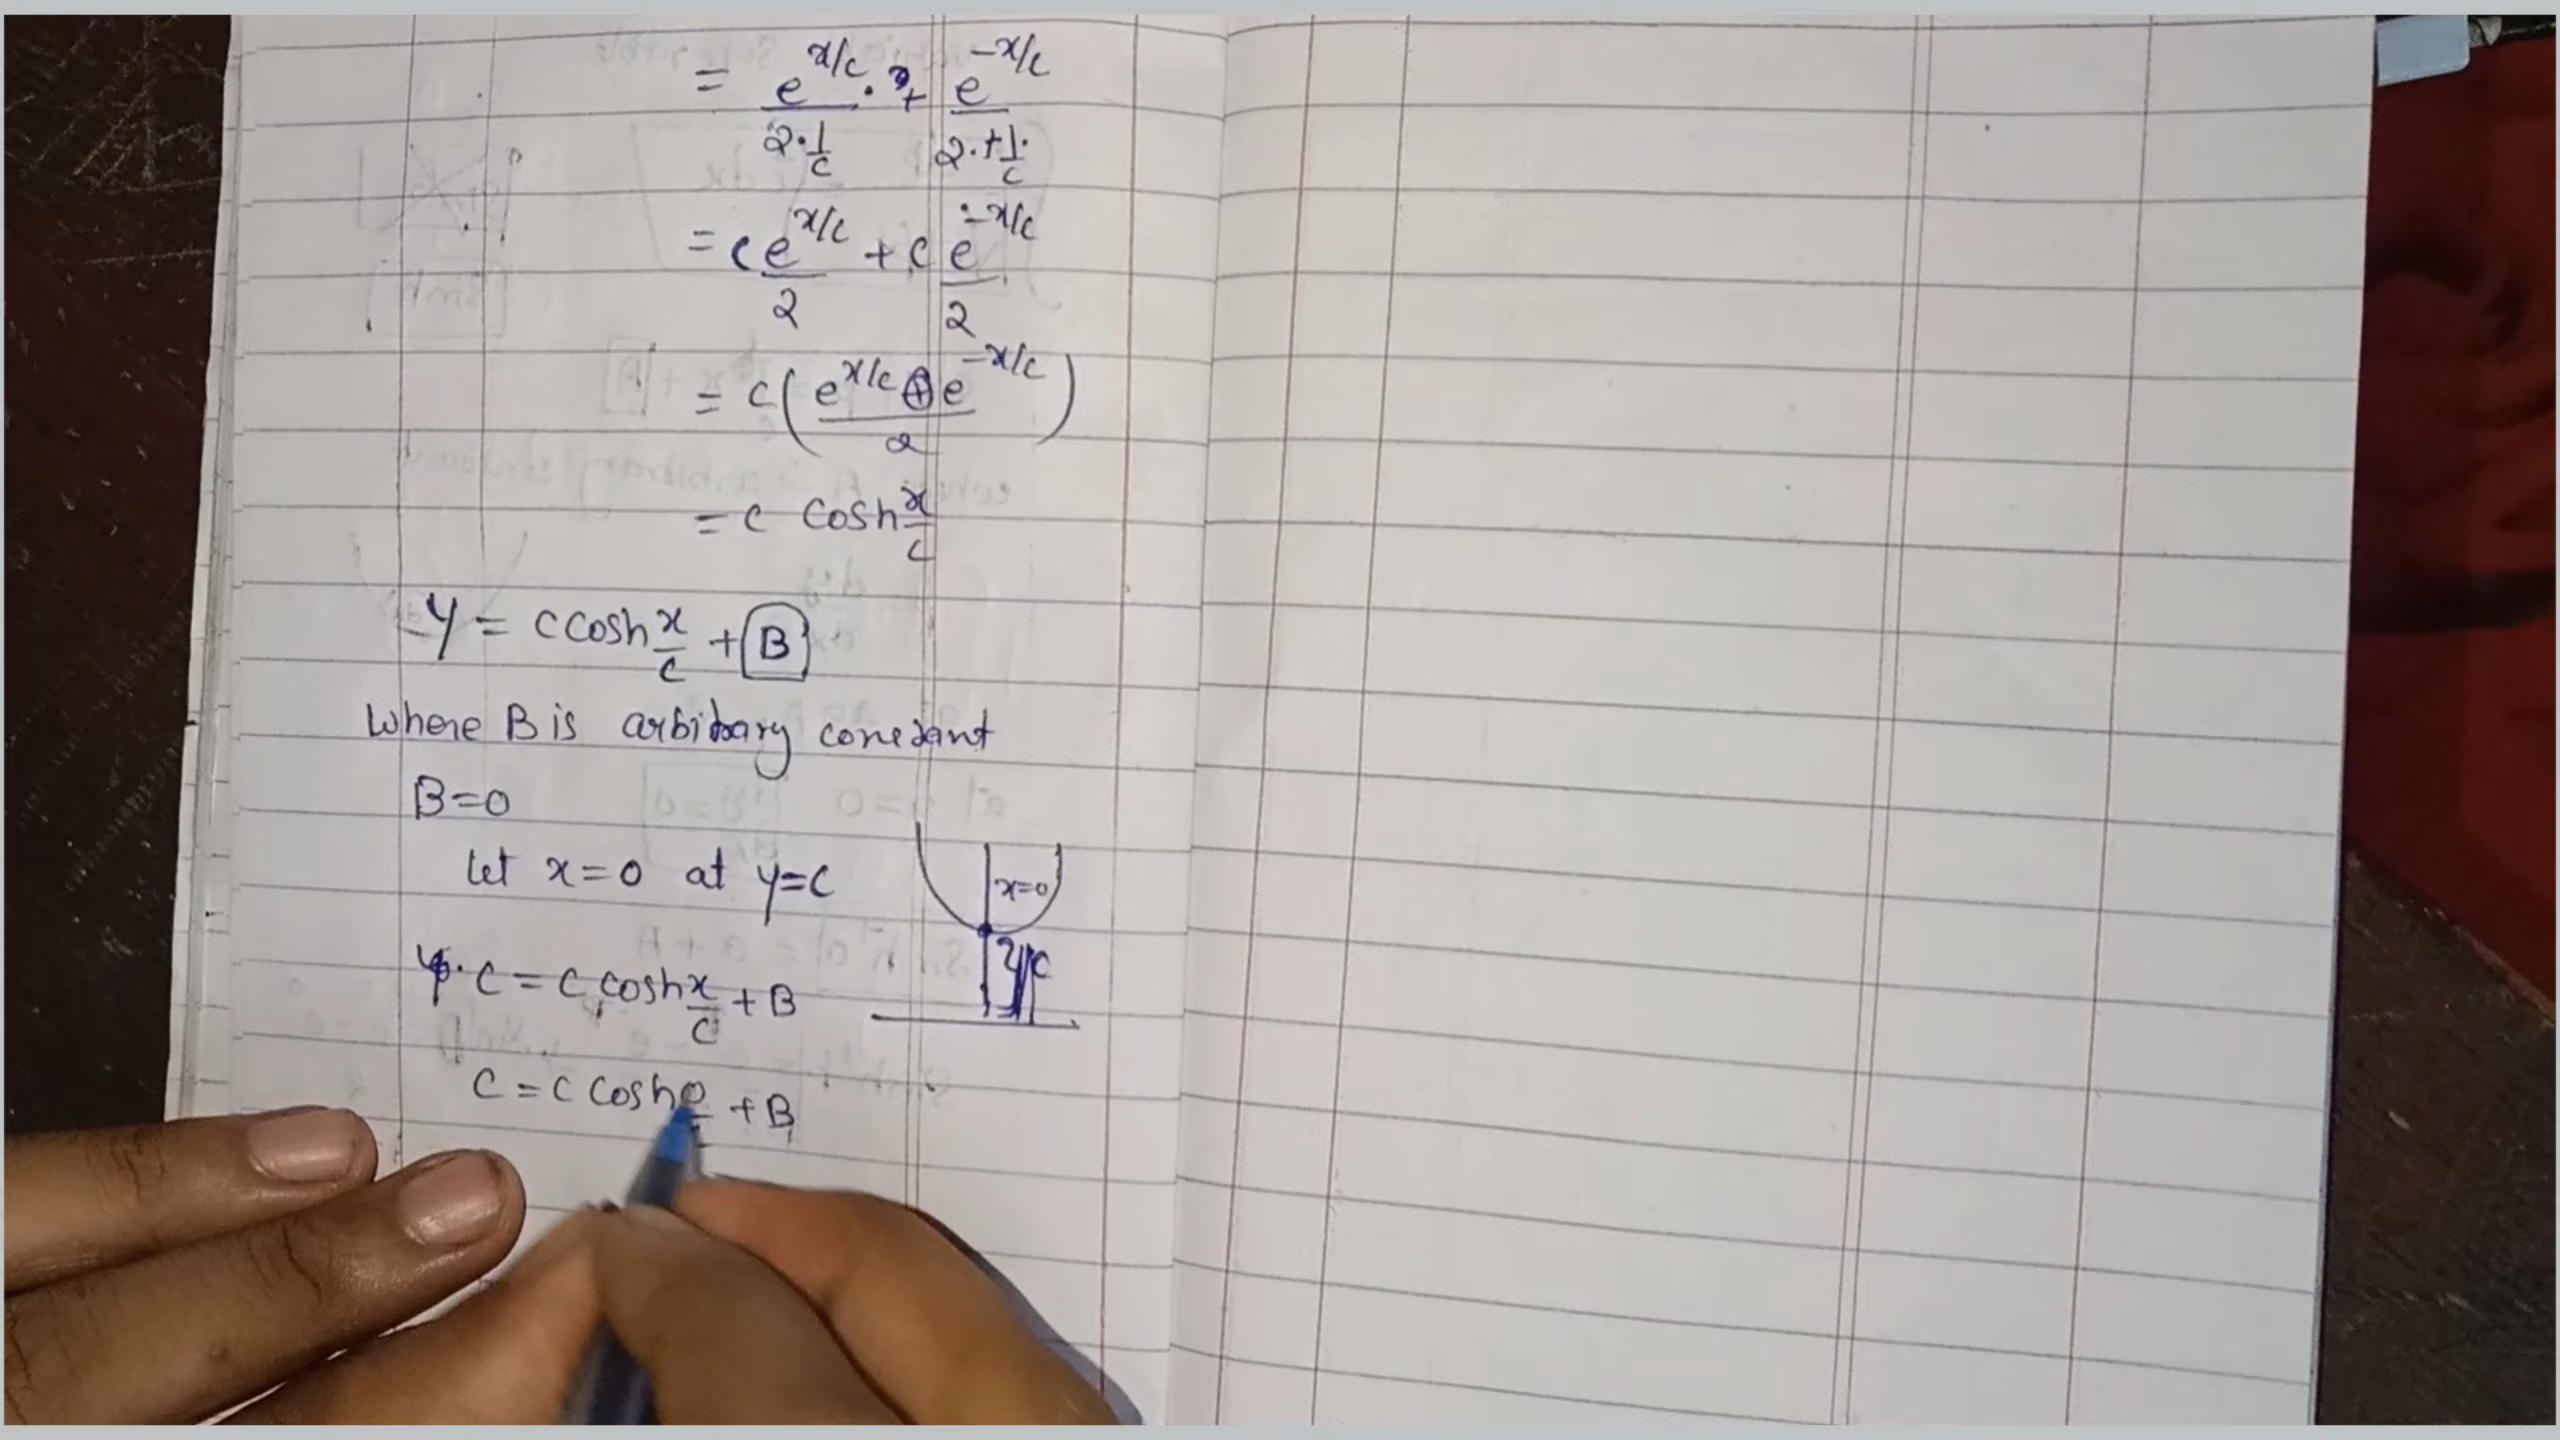 = e^{x/c}/(2·1/c) + e^{-x/c}/(2·+1/c)
= c e^{x/c}/2 + c e^{-x/c}/2
= c( (e^{x/c} + e^{-x/c})/2 )
= c cosh x/c
y = c cosh x/c + B
where B is arbitrary constant
B=0
let x=0 at y=c
x=0
y c = c cosh x/c + B
c = c cosh 0/c + B